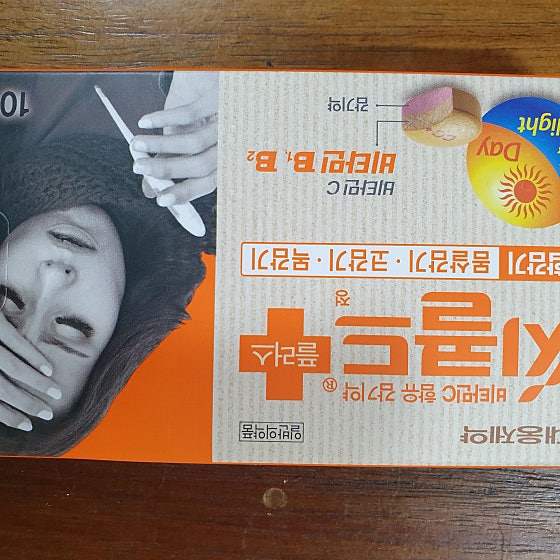 대웅제약
일반의약품
비타민C 함유 감기약
씨콜드® 플러스 정
감기 몸살감기·코감기·목감기
Day
Night
비타민 C
비타민 B1, B2
감기약
10